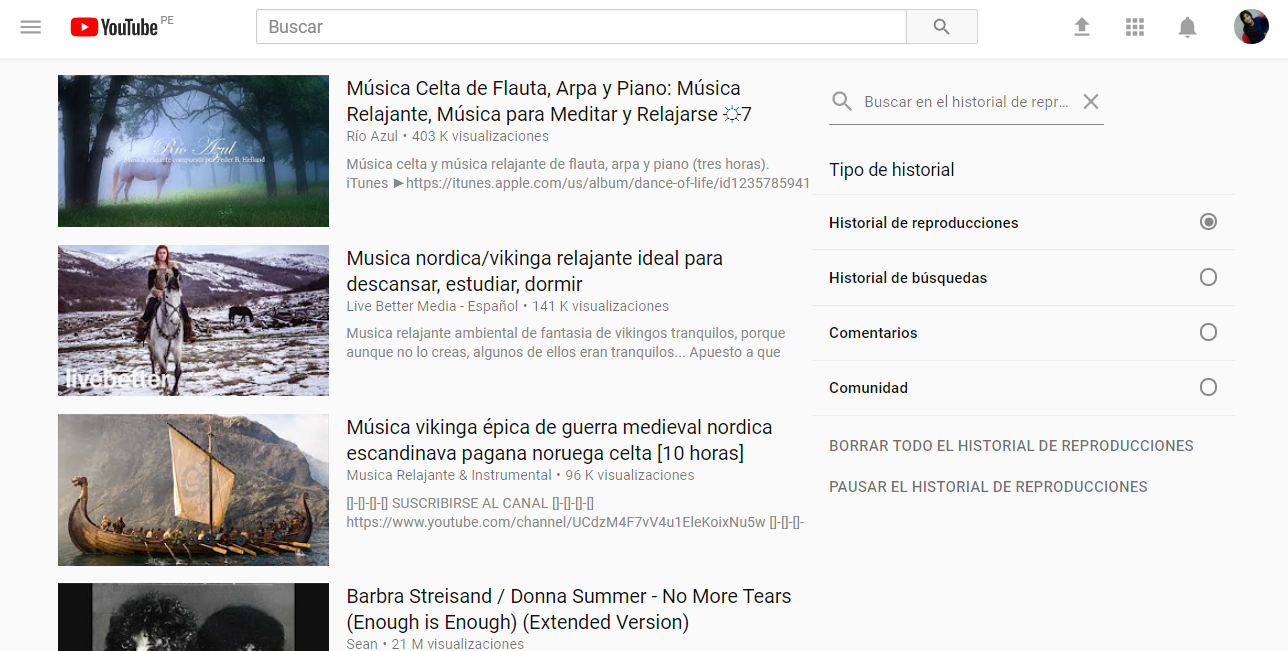 YouTube PE
Buscar
Música Celta de Flauta, Arpa y Piano: Música
Relajante, Música para Meditar y Relajarse ☼7
Río Azul • 403 K visualizaciones
Música celta y música relajante de flauta, arpa y piano (tres horas).
iTunes ►https://itunes.apple.com/us/album/dance-of-life/id1235785941
Río Azul
Música relajante compuesta por Peder B. Helland
Musica nordica/vikinga relajante ideal para
descansar, estudiar, dormir
Live Better Media - Español • 141 K visualizaciones
Musica relajante ambiental de fantasia de vikingos tranquilos, porque
aunque no lo creas, algunos de ellos eran tranquilos... Apuesto a que
livebetter
Música vikinga épica de guerra medieval nordica
escandinava pagana noruega celta [10 horas]
Musica Relajante & Instrumental • 96 K visualizaciones
[]-[]-[]-[] SUSCRIBIRSE AL CANAL []-[]-[]-[]
https://www.youtube.com/channel/UCdzM4F7vV4u1EleKoixNu5w []-[]-[]-
Barbra Streisand / Donna Summer - No More Tears
(Enough is Enough) (Extended Version)
Sean • 21 M visualizaciones
Buscar en el historial de repr...
Tipo de historial
Historial de reproducciones
Historial de búsquedas
Comentarios
Comunidad
BORRAR TODO EL HISTORIAL DE REPRODUCCIONES
PAUSAR EL HISTORIAL DE REPRODUCCIONES